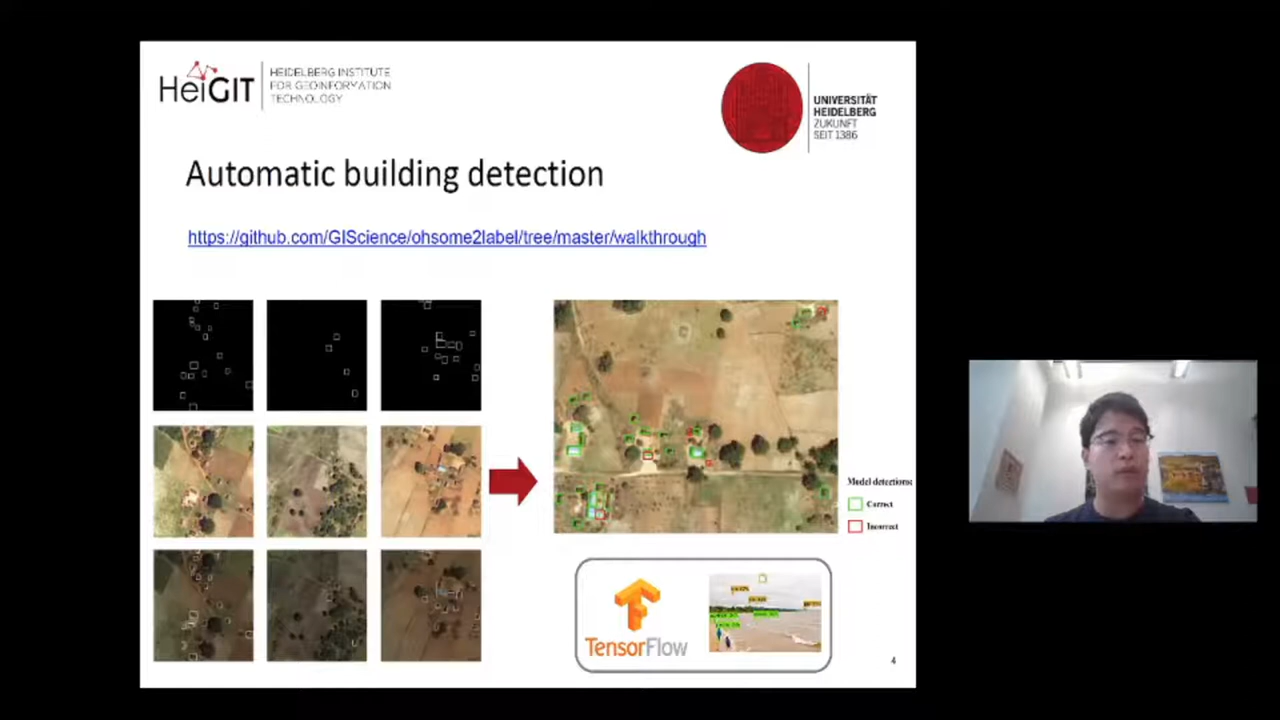 HeiGIT
HEIDELBERG INSTITUTE
FOR GEOINFORMATION
TECHNOLOGY
UNIVERSITÄT
HEIDELBERG
ZUKUNFT
SEIT 1386
Automatic building detection
https://github.com/GIScience/ohsome2label/tree/master/walkthrough
Model detections:
Correct
Incorrect
TensorFlow
4